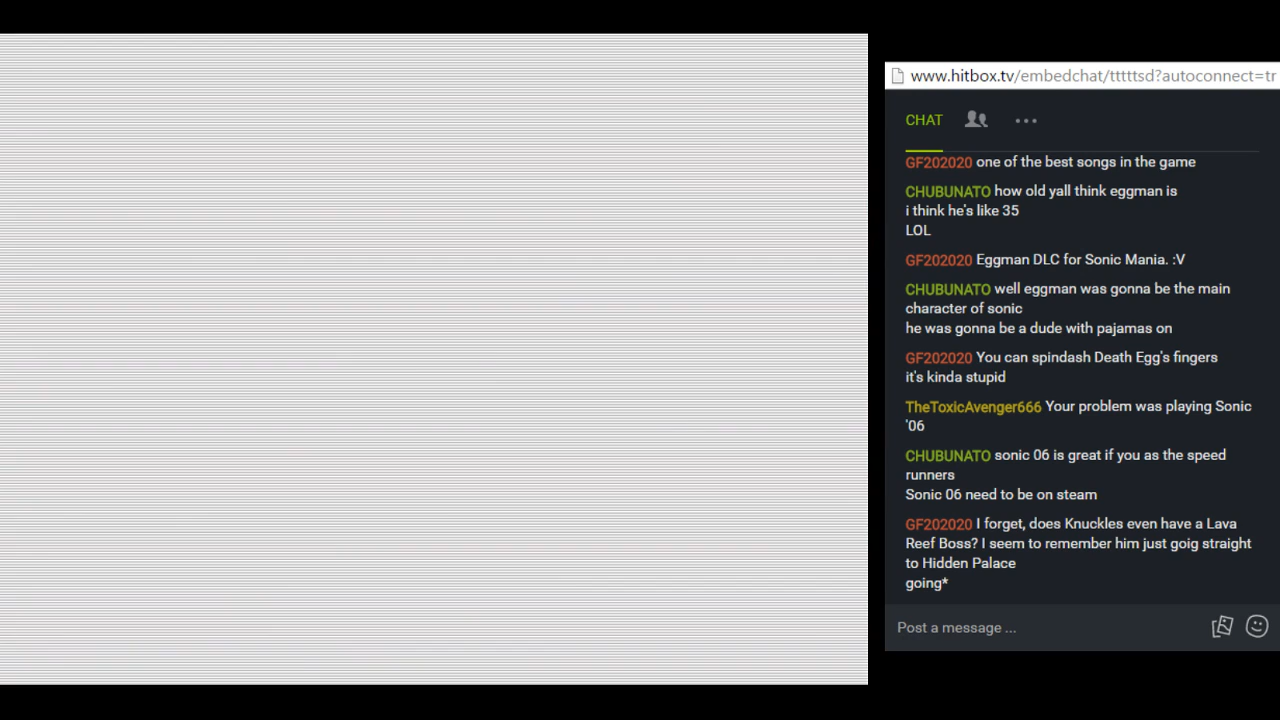 www.hitbox.tv/embedchat/tttttsd?autoconnect=tr
CHAT
GF202020 one of the best songs in the game
CHUBUNATO how old yall think eggman is
i think he's like 35
LOL
GF202020 Eggman DLC for Sonic Mania. :V
CHUBUNATO well eggman was gonna be the main
character of sonic
he was gonna be a dude with pajamas on
GF202020 You can spindash Death Egg's fingers
it's kinda stupid
TheToxicAvenger666 Your problem was playing Sonic
'06
CHUBUNATO sonic 06 is great if you as the speed
runners
Sonic 06 need to be on steam
GF202020 I forget, does Knuckles even have a Lava
Reef Boss? I seem to remember him just goig straight
to Hidden Palace
going*
Post a message ...